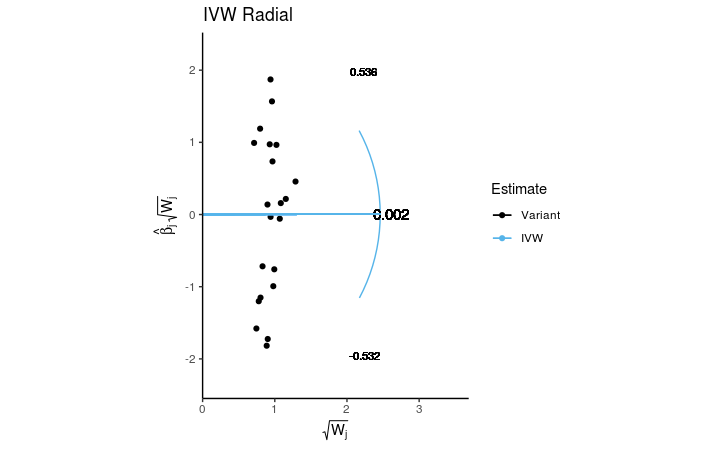 IVW Radial
2
1
0
-1
-2
β̂j√Wj
0.536
0.002
-0.532
0
1
2
3
√Wj
Estimate
Variant
IVW